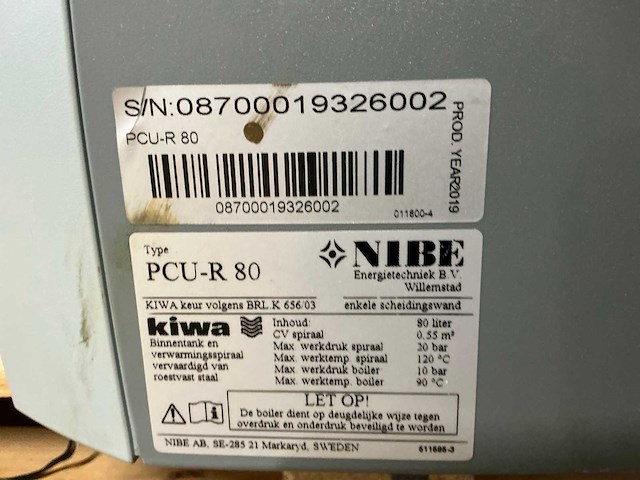 S/N:08700019326002
PCU-R 80
PROD. YEAR2019
08700019326002
011800-4
Type
PCU-R 80
NIBE
Energietechniek B.V.
Willemstad
KIWA keur volgens BRL.K 656/03 enkele scheidingswand
kiwa
Binnentank en
verwarmingsspiraal
vervaardigd van
roestvast staal
Inhoud: 80 liter
CV spiraal 0,55 m²
Max. werkdruk spiraal 20 bar
Max. werktemp. spiraal 120 °C
Max. werkdruk boiler 10 bar
Max. werktemp. boiler 90 °C
LET OP!
De boiler dient op deugdelijke wijze tegen
overdruk en onderdruk beveiligd te worden
NIBE AB, SE-285 21 Markaryd, SWEDEN